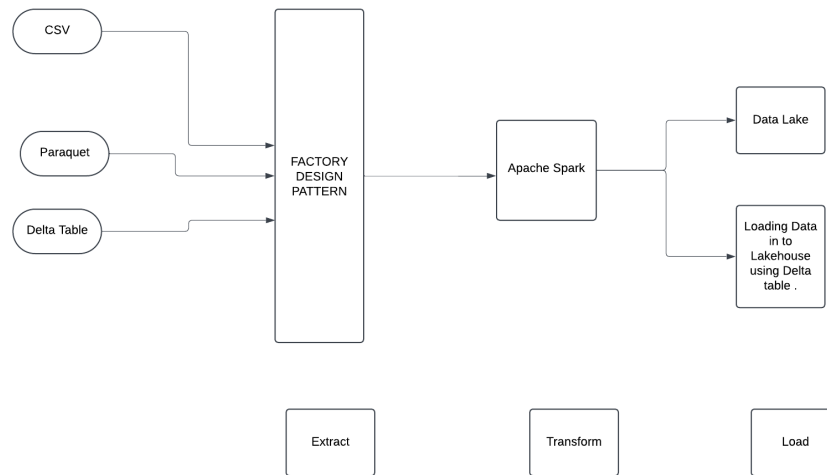 CSV
Paraquet
Delta Table
FACTORY
DESIGN
PATTERN
Apache Spark
Data Lake
Loading Data
in to
Lakehouse
using Delta
table .
Extract
Transform
Load